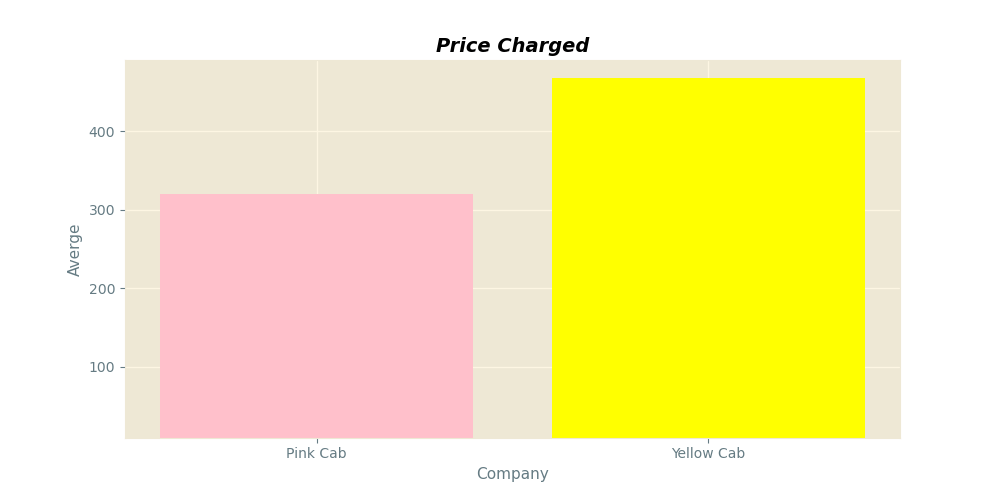 Price Charged
400
300
200
100
Averge
Pink Cab
Yellow Cab
Company